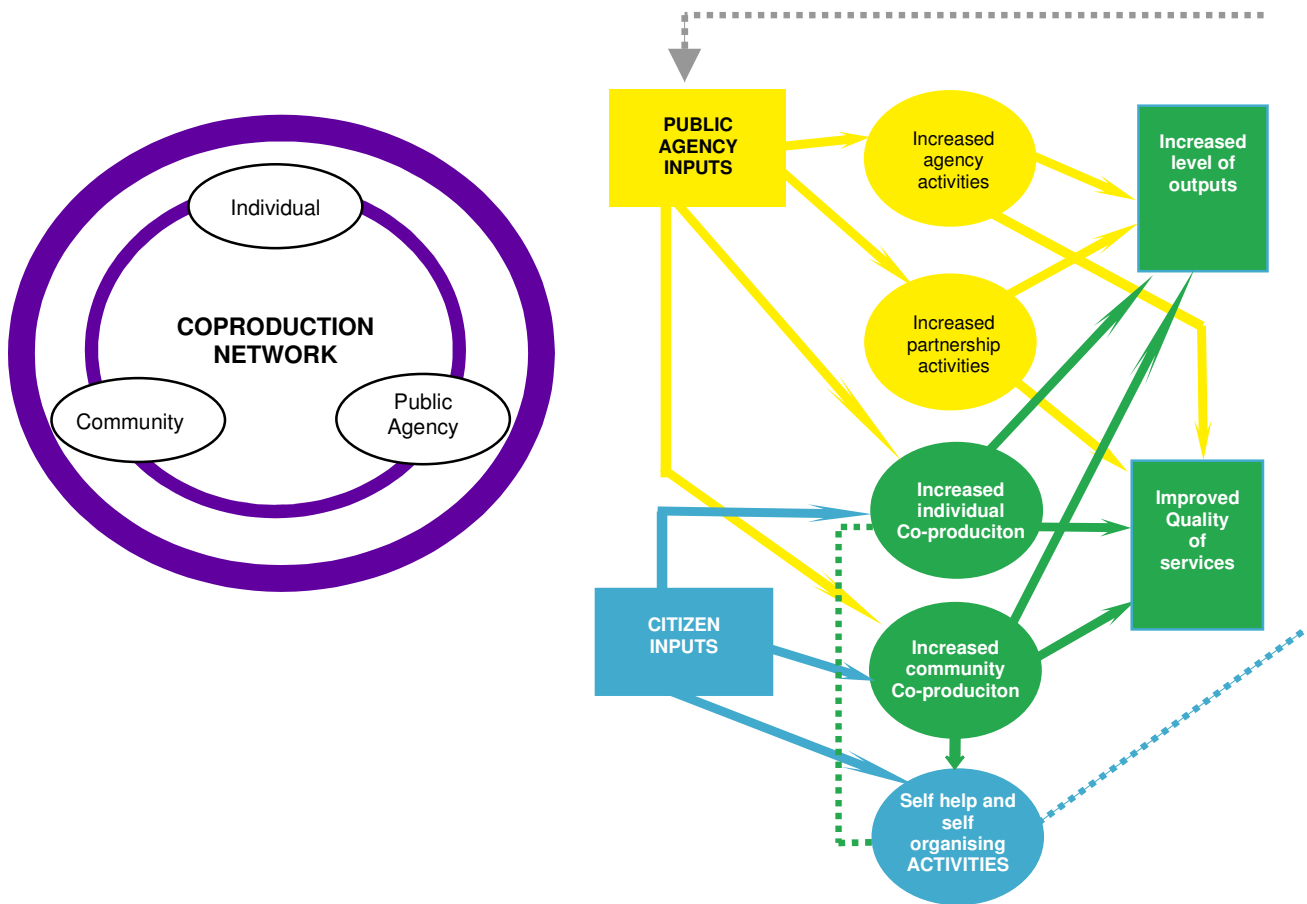 Individual
COPRODUCTION
NETWORK
Community
Public
Agency
PUBLIC
AGENCY
INPUTS
Increased
agency
activities
Increased
level of
outputs
Increased
partnership
activities
Increased
individual
Co-produciton
Improved
Quality
of
services
CITIZEN
INPUTS
Increased
community
Co-produciton
Self help and
self
organising
ACTIVITIES